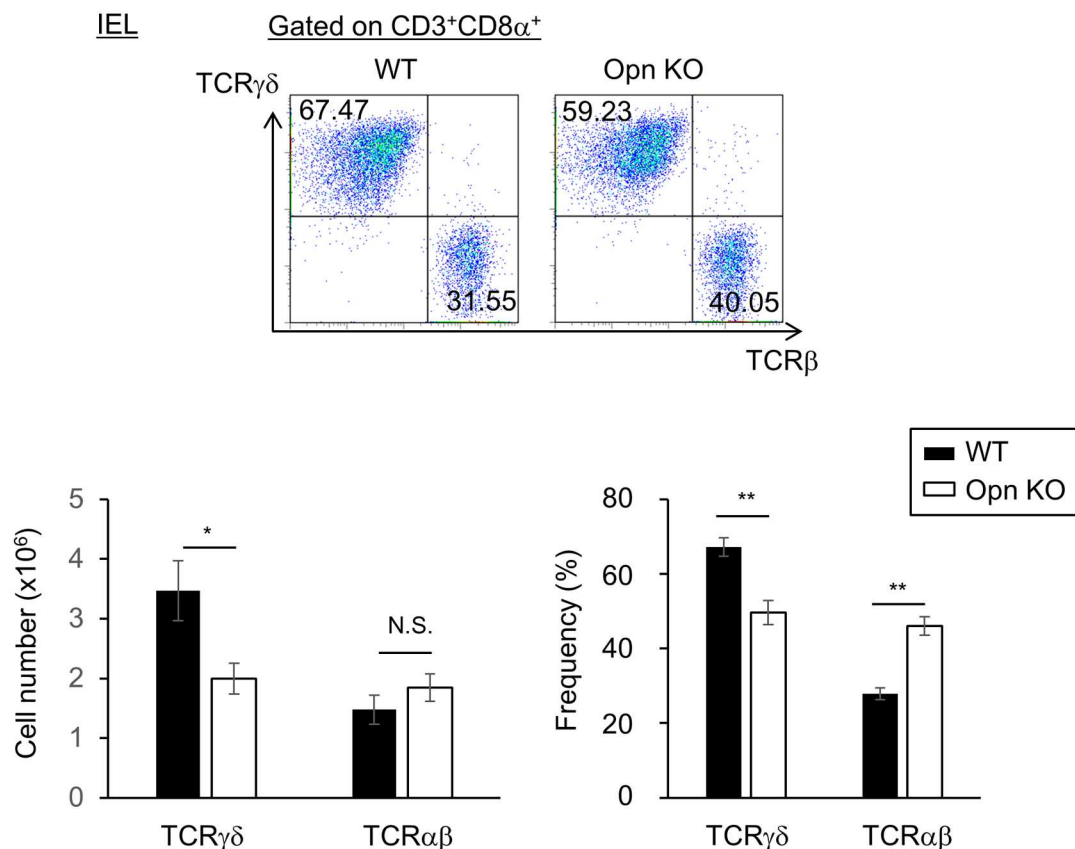 IEL
Gated on CD3⁺CD8α⁺
WT
Opn KO
TCRγδ
67.47
31.55
59.23
40.05
TCRβ
WT
Opn KO
Cell number (x10⁶)
5
4
3
2
1
0
*
N.S.
TCRγδ
TCRαβ
Frequency (%)
80
60
40
20
0
**
**
TCRγδ
TCRαβ